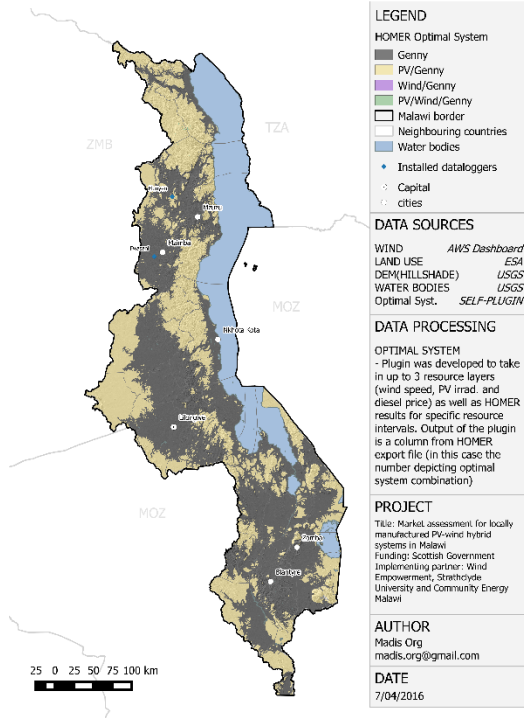 LEGEND
HOMER Optimal System
Genny
PV/Genny
Wind/Genny
PV/Wind/Genny
Malawi border
Neighbouring countries
Water bodies
Installed dataloggers
Capital
cities
DATA SOURCES
WIND AWS Dashboard
LAND USE ESA
DEM(HILLSHADE) USGS
WATER BODIES USGS
Optimal Syst. SELF-PLUGIN
DATA PROCESSING
OPTIMAL SYSTEM
- Plugin was developed to take
in up to 3 resource layers
(wind speed, PV irrad. and
diesel price) as well as HOMER
results for specific resource
intervals. Output of the plugin
is a column from HOMER
export file (in this case the
number depicting optimal
system combination)
PROJECT
Title: Market assessment for locally
manufactured PV-wind hybrid
systems in Malawi
Funding: Scottish Government
Implementing partner: Wind
Empowerment, Strathclyde
University and Community Energy
Malawi
AUTHOR
Madis Org
madis.org@gmail.com
DATE
7/04/2016
ZMB
TZA
Mzuzu
Mzimba
MOZ
Nkhota Kota
Lilongwe
MOZ
Zomba
Blantyre
25 0 25 50 75 100 km